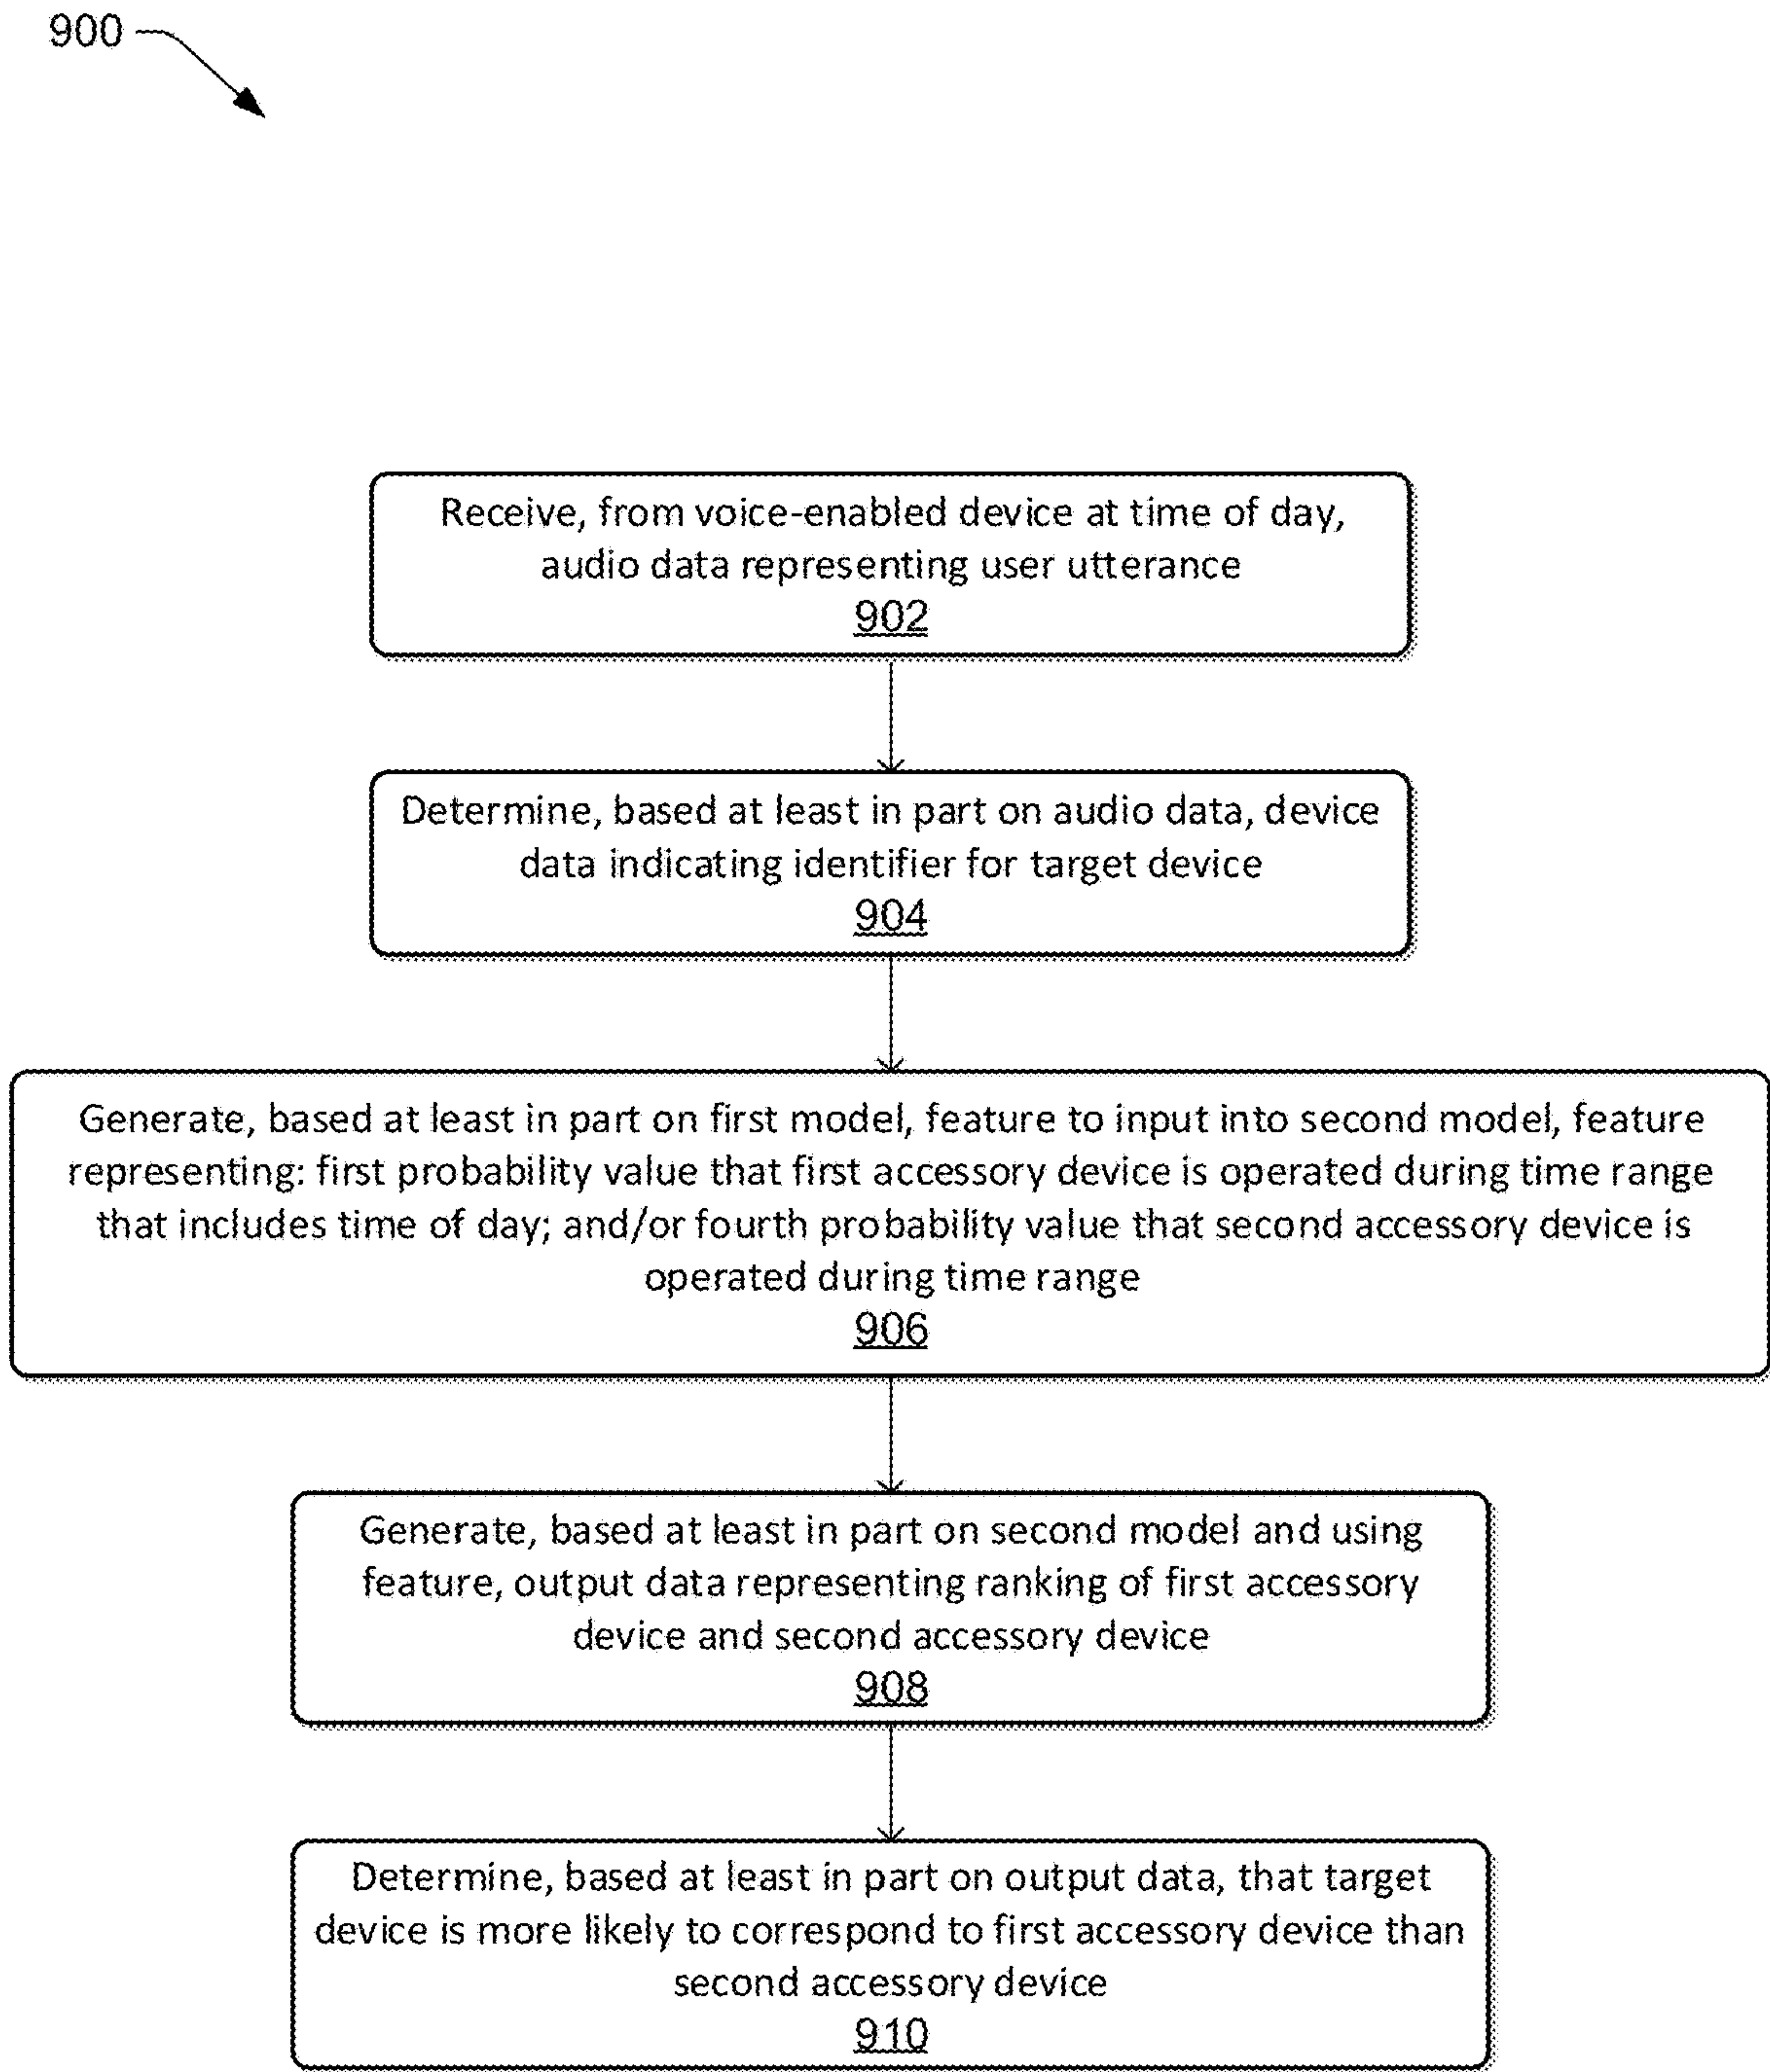 900
Receive, from voice-enabled device at time of day,
audio data representing user utterance
902
Determine, based at least in part on audio data, device
data indicating identifier for target device
904
Generate, based at least in part on first model, feature to input into second model, feature
representing: first probability value that first accessory device is operated during time range
that includes time of day; and/or fourth probability value that second accessory device is
operated during time range
906
Generate, based at least in part on second model and using
feature, output data representing ranking of first accessory
device and second accessory device
908
Determine, based at least in part on output data, that target
device is more likely to correspond to first accessory device than
second accessory device
910